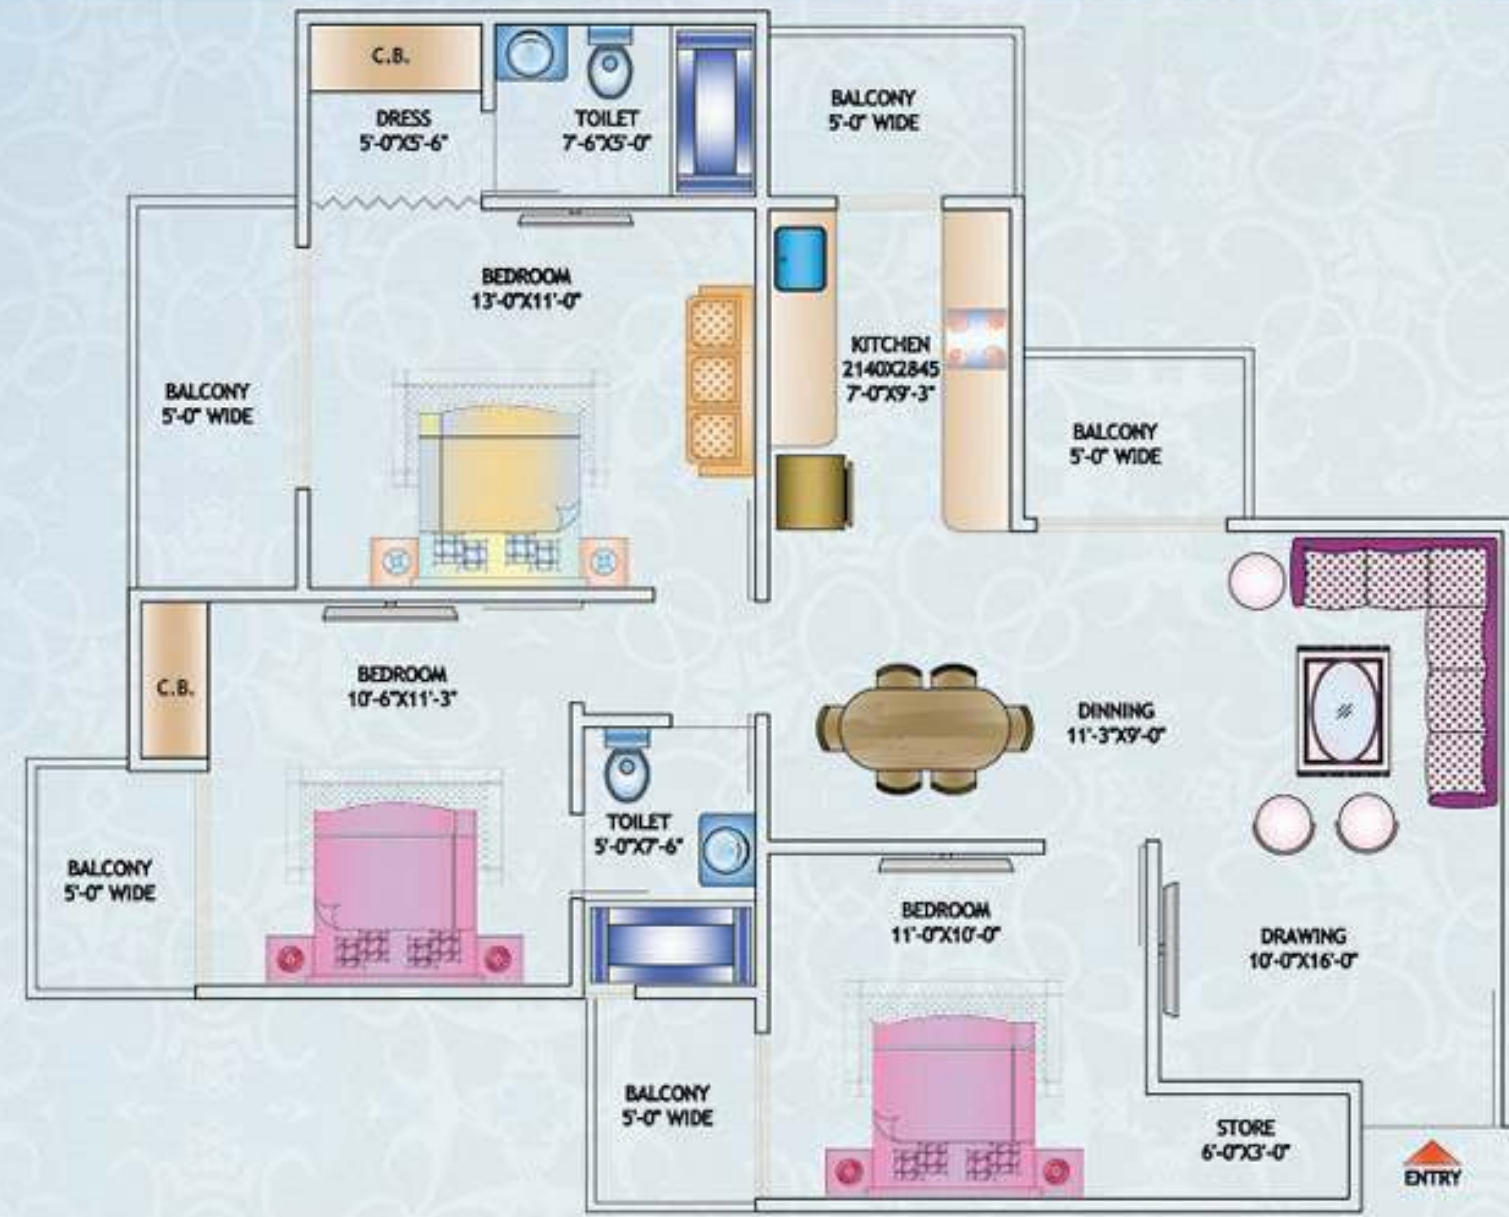 C.B.
DRESS
5'-0"X5'-6"
TOILET
7'-6"X5'-0"
BALCONY
5'-0" WIDE
BEDROOM
13'-0"X11'-0"
BALCONY
5'-0" WIDE
KITCHEN
2140X2845
7'-0"X9'-3"
BALCONY
5'-0" WIDE
C.B.
BEDROOM
10'-6"X11'-3"
DINNING
11'-3"X9'-0"
TOILET
5'-0"X7'-6"
BALCONY
5'-0" WIDE
BEDROOM
11'-0"X10'-0"
DRAWING
10'-0"X16'-0"
BALCONY
5'-0" WIDE
STORE
6'-0"X3'-0"
ENTRY